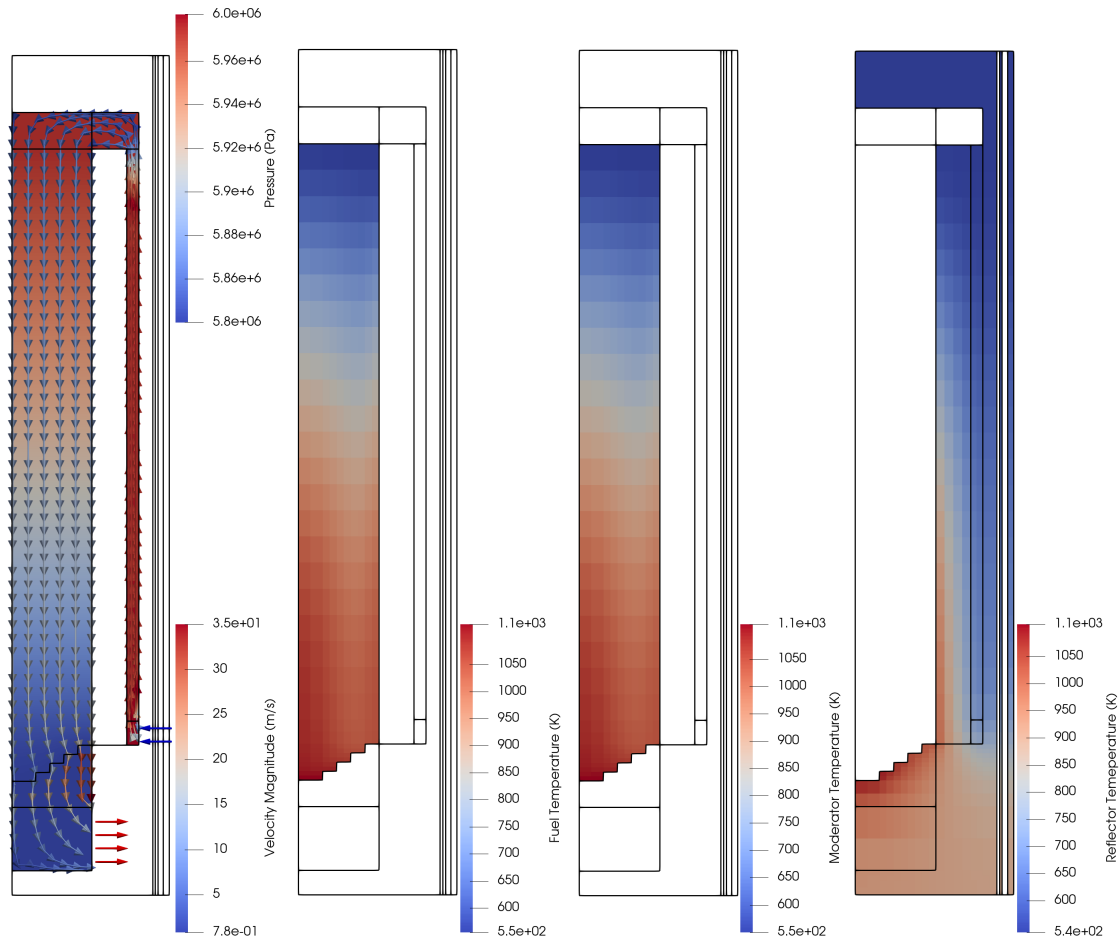 6.0e+06
5.96e+6
5.94e+6
5.92e+6
5.9e+6
5.88e+6
5.86e+6
5.8e+06
Pressure (Pa)
3.5e+01
30
25
20
15
10
5
7.8e-01
Velocity Magnitude (m/s)
1.1e+03
1050
1000
950
900
850
800
750
700
650
600
5.5e+02
Fuel Temperature (K)
1.1e+03
1050
1000
950
900
850
800
750
700
650
600
5.5e+02
Moderator Temperature (K)
1.1e+03
1050
1000
950
900
850
800
750
700
650
600
5.4e+02
Reflector Temeperature (K)